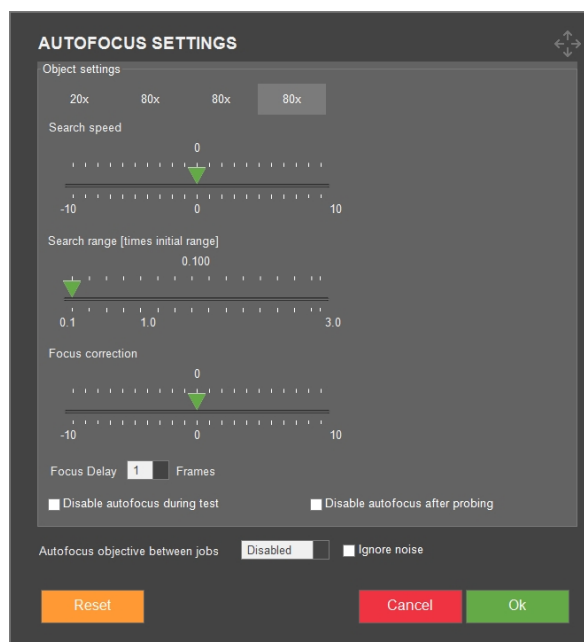 AUTOFOCUS SETTINGS
Object settings
20x 80x 80x 80x
Search speed
0
-10 0 10
Search range [times initial range]
0.100
0.1 1.0 3.0
Focus correction
0
-10 0 10
Focus Delay 1 Frames
Disable autofocus during test Disable autofocus after probing
Autofocus objective between jobs Disabled Ignore noise
Reset Cancel Ok